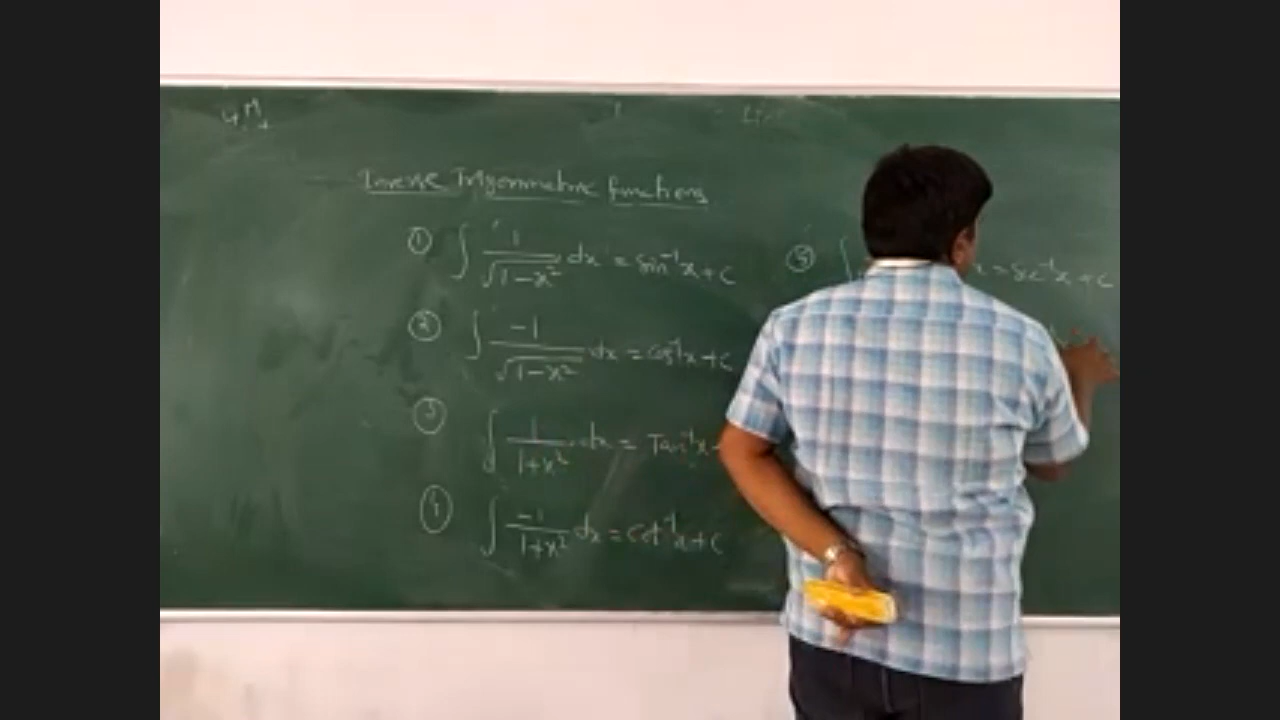 Inverse Trigonometric functions
① ∫ 1/√(1-x²) dx = sin⁻¹x + c
② ∫ -1/√(1-x²) dx = cos⁻¹x + c
③ ∫ 1/(1+x²) dx = Tan⁻¹x +
④ ∫ -1/(1+x²) dx = cot⁻¹x + c
⑤ ∫ x = sec⁻¹x + c